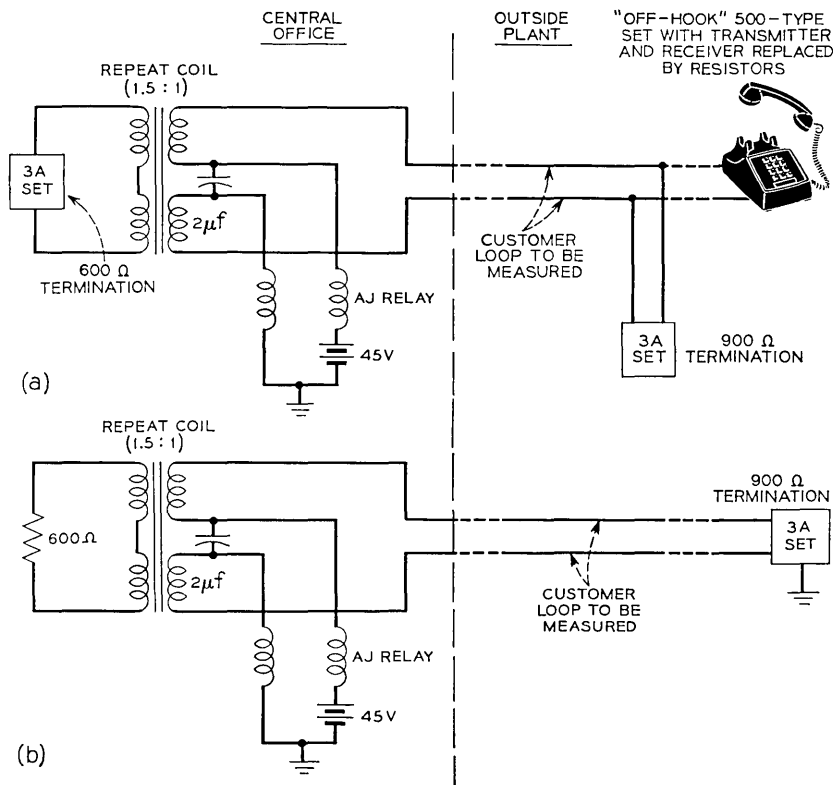 CENTRAL
OFFICE
OUTSIDE
PLANT
"OFF-HOOK" 500-TYPE
SET WITH TRANSMITTER
AND RECEIVER REPLACED
BY RESISTORS
REPEAT COIL
(1.5 : 1)
3A
SET
2μf
600 Ω
TERMINATION
CUSTOMER
LOOP TO BE
MEASURED
AJ RELAY
45V
3A
SET
900 Ω
TERMINATION
(a)
REPEAT COIL
(1.5 : 1)
900 Ω
TERMINATION
600Ω
3A
SET
2μf
CUSTOMER
LOOP TO BE
MEASURED
AJ RELAY
45V
(b)